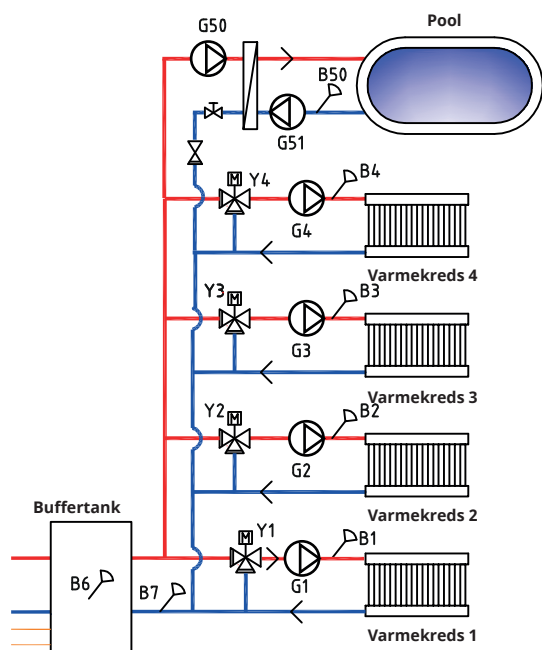 G50
Pool
B50
G51
Y4
B4
G4
Varmekreds 4
Y3
B3
G3
Varmekreds 3
Y2
B2
G2
Varmekreds 2
Buffertank
Y1
B1
B6
B7
G1
Varmekreds 1
M
M
M
M